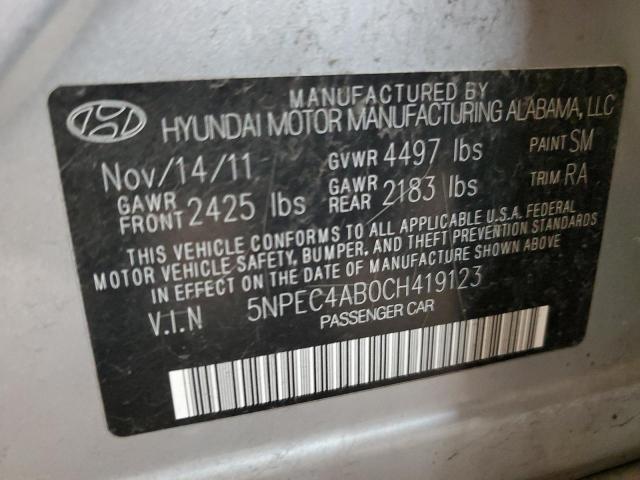 MANUFACTURED BY
HYUNDAI MOTOR MANUFACTURING ALABAMA, LLC
Nov/14/11 GVWR 4497 lbs PAINT SM
GAWR FRONT 2425 lbs GAWR REAR 2183 lbs TRIM RA
THIS VEHICLE CONFORMS TO ALL APPLICABLE U.S.A. FEDERAL
MOTOR VEHICLE SAFETY, BUMPER, AND THEFT PREVENTION
STANDARDS IN EFFECT ON THE DATE OF MANUFACTURE SHOWN ABOVE
V.I.N 5NPEC4AB0CH419123
PASSENGER CAR